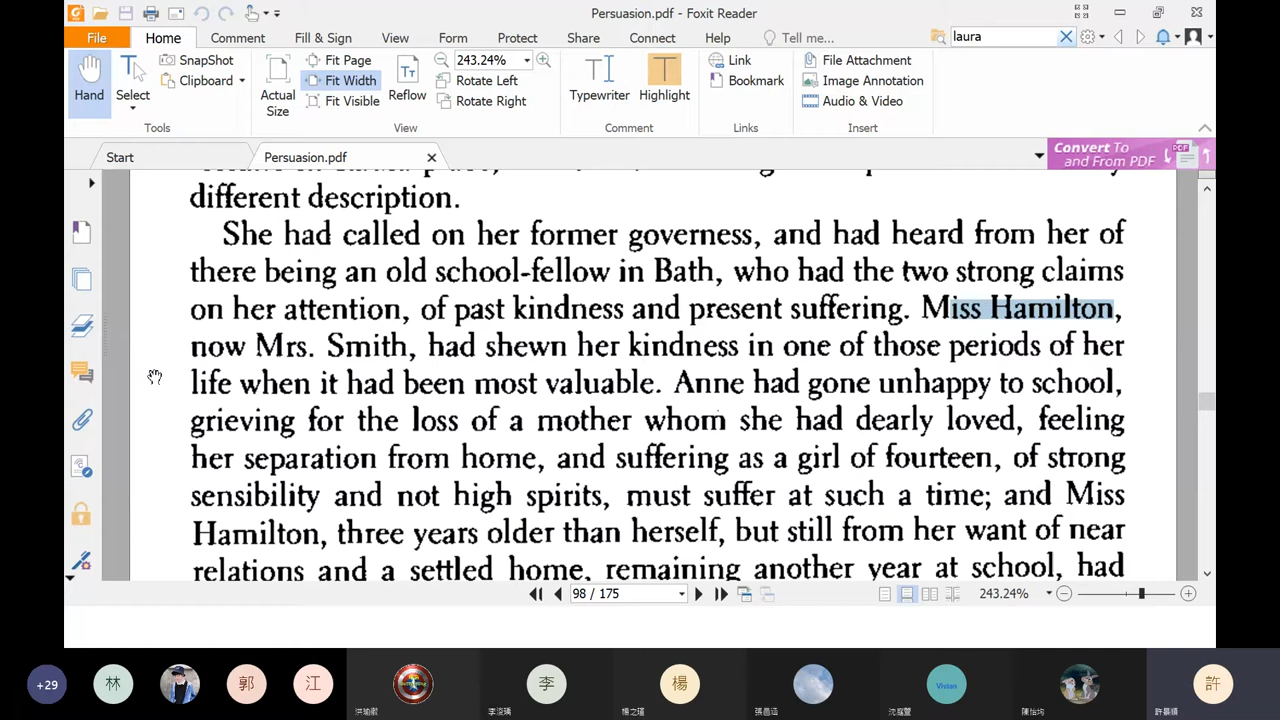 Persuasion.pdf - Foxit Reader
File
Home
Comment
Fill & Sign
View
Form
Protect
Share
Connect
Help
Tell me...
laura
Hand
Select
SnapShot
Clipboard
Tools
Actual
Size
Fit Page
Fit Width
Fit Visible
Reflow
243.24%
Rotate Left
Rotate Right
View
Typewriter
Highlight
Comment
Link
Bookmark
Links
File Attachment
Image Annotation
Audio & Video
Insert
Start
Persuasion.pdf
Convert To
and From PDF
PDF
different description.
She had called on her former governess, and had heard from her of
there being an old school-fellow in Bath, who had the two strong claims
on her attention, of past kindness and present suffering. Miss Hamilton,
now Mrs. Smith, had shewn her kindness in one of those periods of her
life when it had been most valuable. Anne had gone unhappy to school,
grieving for the loss of a mother whom she had dearly loved, feeling
her separation from home, and suffering as a girl of fourteen, of strong
sensibility and not high spirits, must suffer at such a time; and Miss
Hamilton, three years older than herself, but still from her want of near
relations and a settled home, remaining another year at school, had
98 / 175
243.24%
+29
林
郭
江
李
楊
Vivian
許